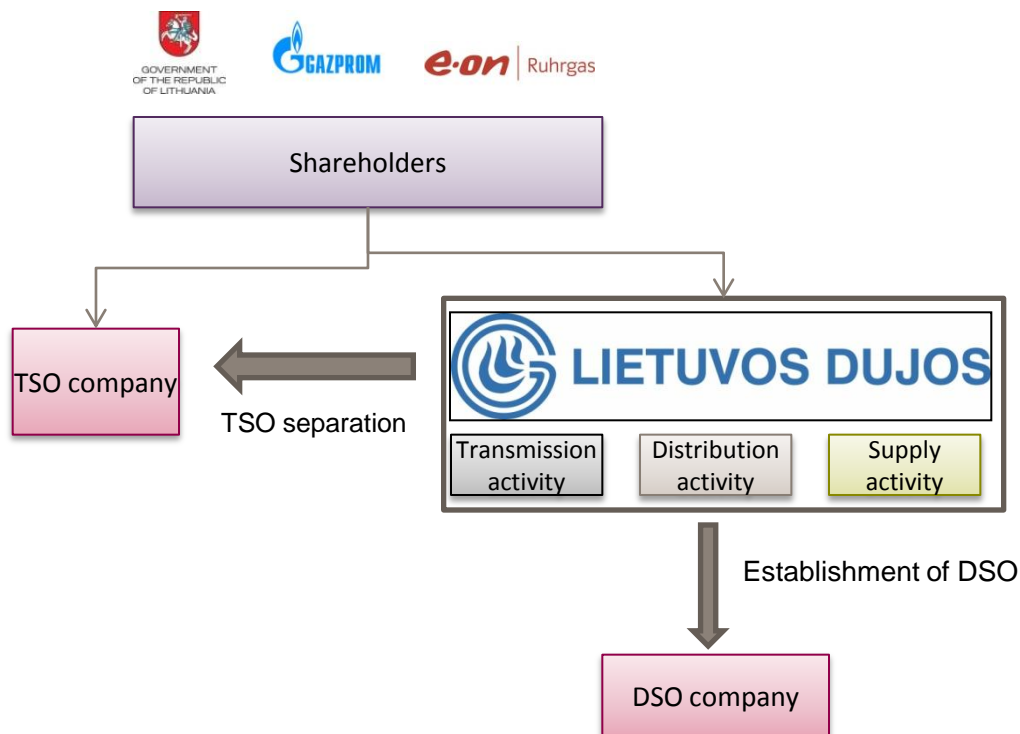 GOVERNMENT
OF THE REPUBLIC
OF LITHUANIA
GAZPROM
e·on Ruhrgas
Shareholders
TSO company
TSO separation
LIETUVOS DUJOS
Transmission
activity
Distribution
activity
Supply
activity
Establishment of DSO
DSO company